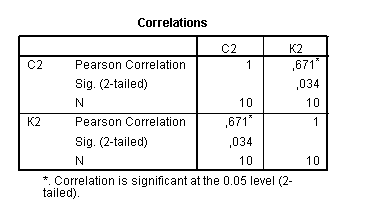 Correlations
C2 K2
C2 Pearson Correlation 1 ,671*
Sig. (2-tailed) ,034
N 10 10
K2 Pearson Correlation ,671* 1
Sig. (2-tailed) ,034
N 10 10
*. Correlation is significant at the 0.05 level (2-
tailed).